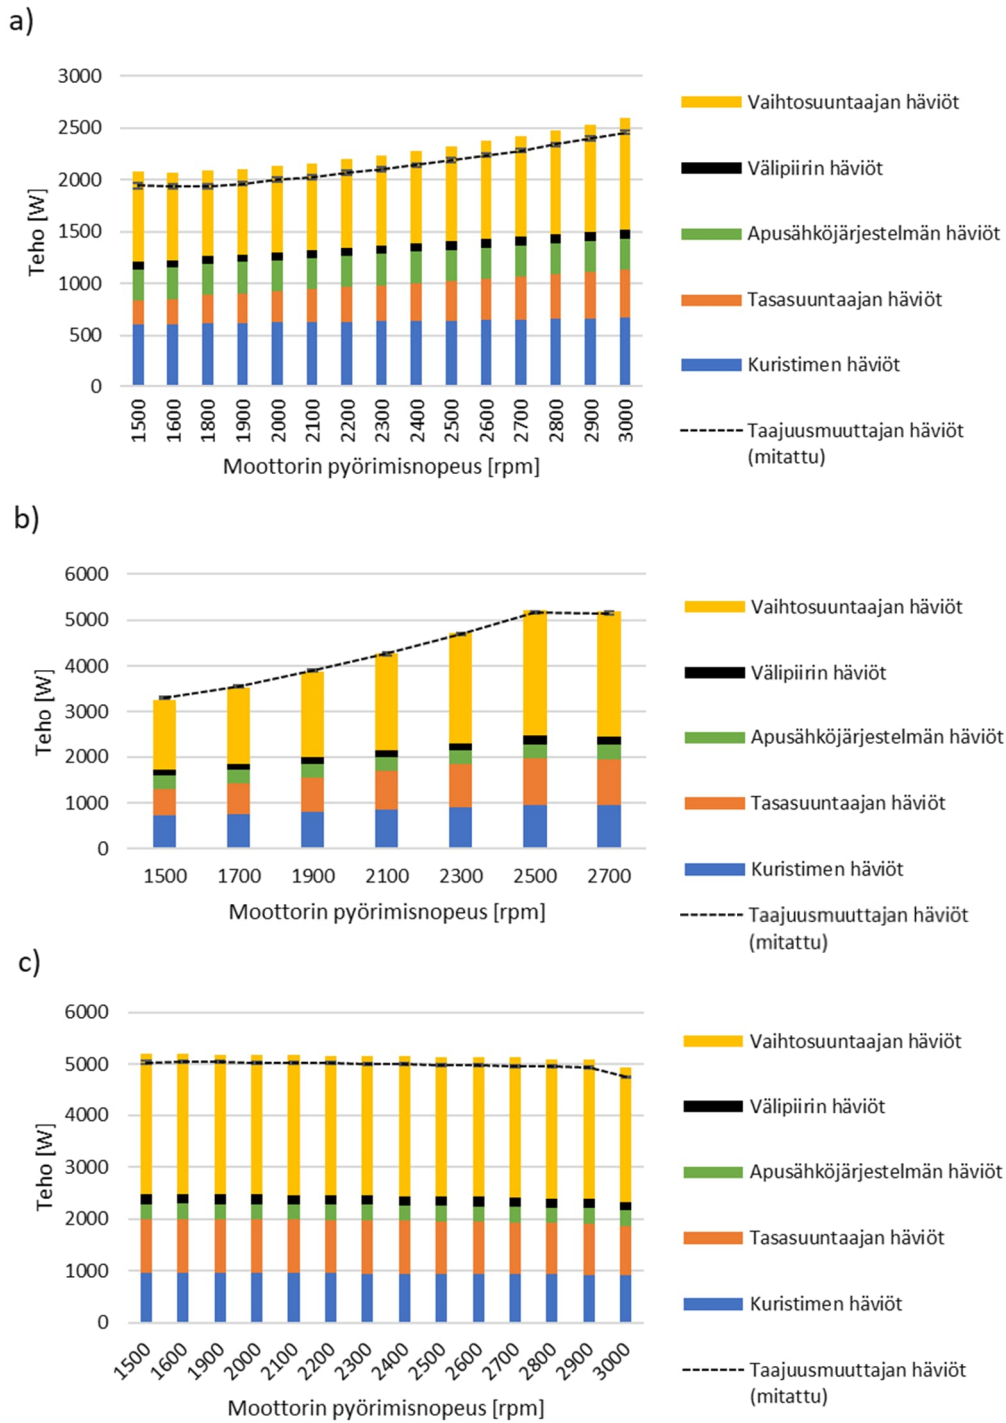 a)
3000
2500
2000
1500
1000
500
0
Teho [W]
1500 1600 1800 1900 2000 2100 2200 2300 2400 2500 2600 2700 2800 2900 3000
Moottorin pyörimisnopeus [rpm]
Vaihtosuuntaajan häviöt
Välipiirin häviöt
Apusähköjärjestelmän häviöt
Tasasuuntaajan häviöt
Kuristimen häviöt
Taajuusmuuttajan häviöt
(mitattu)
b)
6000
5000
4000
3000
2000
1000
0
Teho [W]
1500 1700 1900 2100 2300 2500 2700
Moottorin pyörimisnopeus [rpm]
Vaihtosuuntaajan häviöt
Välipiirin häviöt
Apusähköjärjestelmän häviöt
Tasasuuntaajan häviöt
Kuristimen häviöt
Taajuusmuuttajan häviöt
(mitattu)
c)
6000
5000
4000
3000
2000
1000
0
Teho [W]
1500 1600 1900 2000 2100 2200 2300 2400 2500 2600 2700 2800 2900 3000
Moottorin pyörimisnopeus [rpm]
Vaihtosuuntaajan häviöt
Välipiirin häviöt
Apusähköjärjestelmän häviöt
Tasasuuntaajan häviöt
Kuristimen häviöt
Taajuusmuuttajan häviöt
(mitattu)